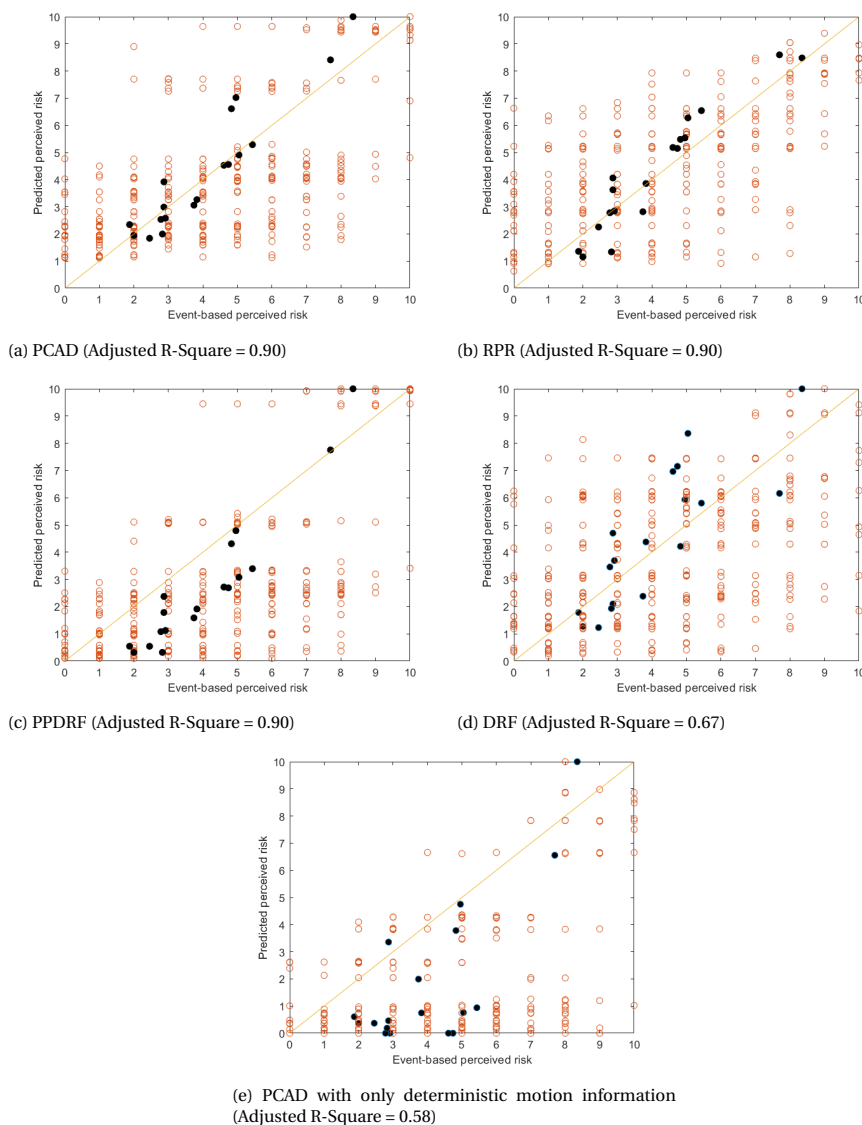 10
9
8
7
6
5
4
3
2
1
0
Predicted perceived risk
0 1 2 3 4 5 6 7 8 9 10
Event-based perceived risk
(a) PCAD (Adjusted R-Square = 0.90)
10
9
8
7
6
5
4
3
2
1
0
Predicted perceived risk
0 1 2 3 4 5 6 7 8 9 10
Event-based perceived risk
(b) RPR (Adjusted R-Square = 0.90)
10
9
8
7
6
5
4
3
2
1
0
Predicted perceived risk
0 1 2 3 4 5 6 7 8 9 10
Event-based perceived risk
(c) PPDRF (Adjusted R-Square = 0.90)
10
9
8
7
6
5
4
3
2
1
0
Predicted perceived risk
0 1 2 3 4 5 6 7 8 9 10
Event-based perceived risk
(d) DRF (Adjusted R-Square = 0.67)
10
9
8
7
6
5
4
3
2
1
0
Predicted perceived risk
0 1 2 3 4 5 6 7 8 9 10
Event-based perceived risk
(e) PCAD with only deterministic motion information
(Adjusted R-Square = 0.58)